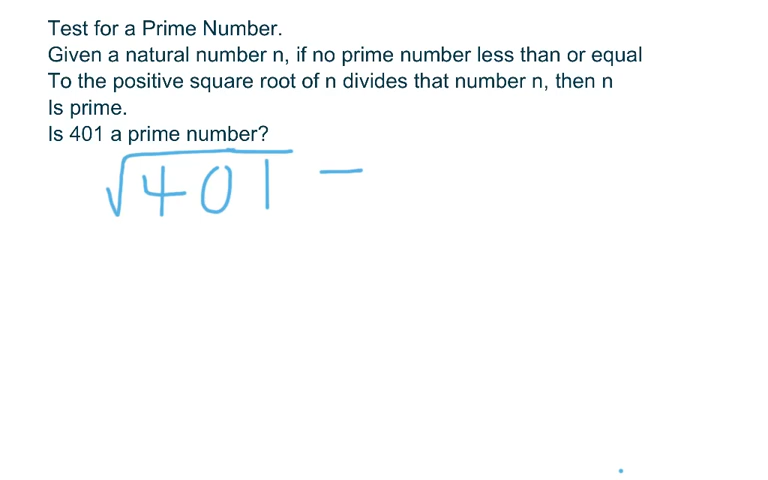 Test for a Prime Number.
Given a natural number n, if no prime number less than or equal
To the positive square root of n divides that number n, then n
Is prime.
Is 401 a prime number?
√401 –